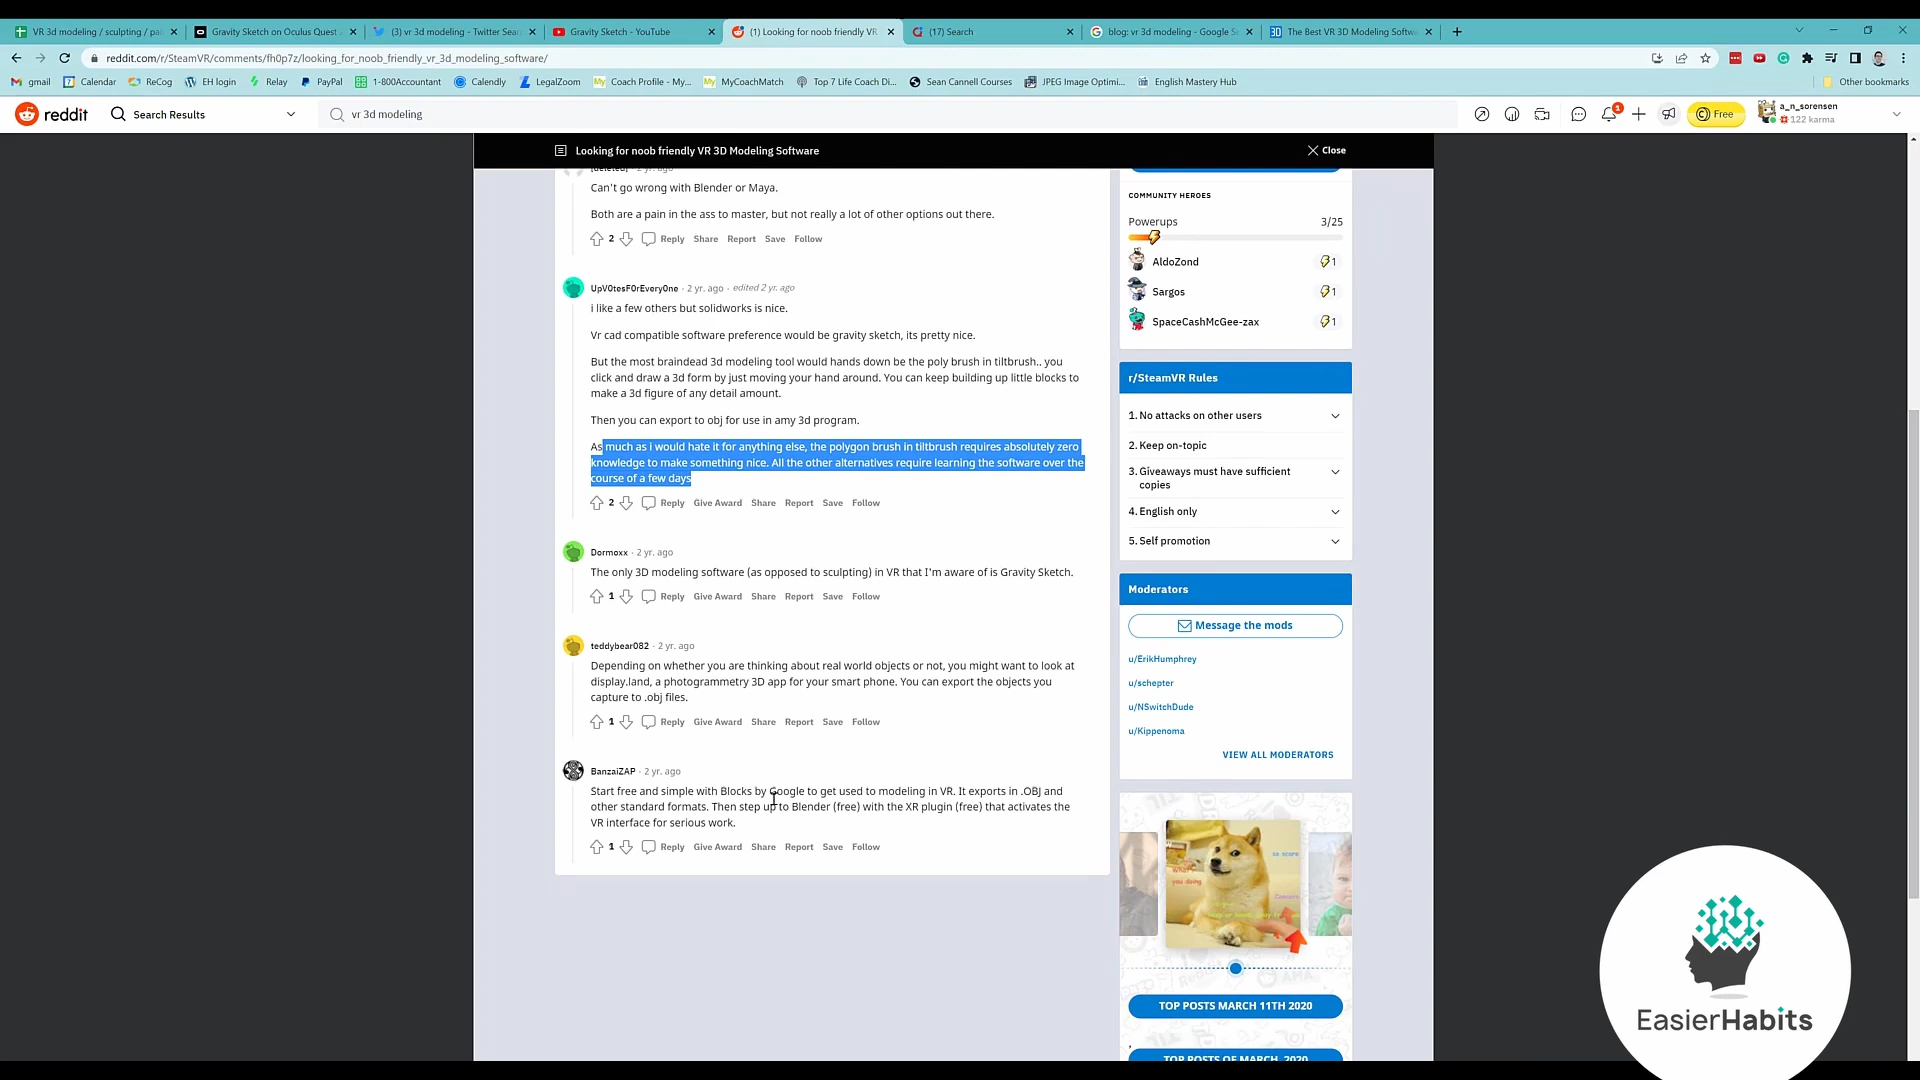 VR 3d modeling / sculpting / pai
Gravity Sketch on Oculus Quest
(3) vr 3d modeling - Twitter Sear
Gravity Sketch - YouTube
(1) Looking for noob friendly VR
(17) Search
blog: vr 3d modeling - Google Se
The Best VR 3D Modeling Softwa
reddit.com/r/SteamVR/comments/fh0p7z/looking_for_noob_friendly_vr_3d_modeling_software/
gmail
Calendar
ReCog
EH login
Relay
PayPal
1-800Accountant
Calendly
LegalZoom
Coach Profile - My...
MyCoachMatch
Top 7 Life Coach Di...
Sean Cannell Courses
JPEG Image Optimi...
English Mastery Hub
Other bookmarks
reddit
Search Results
vr 3d modeling
1
Free
a_n_sorensen
122 karma
Looking for noob friendly VR 3D Modeling Software
Close
Can't go wrong with Blender or Maya.
Both are a pain in the ass to master, but not really a lot of other options out there.
2 Reply Share Report Save Follow
UpV0tesF0rEvery0ne · 2 yr. ago · edited 2 yr. ago
i like a few others but solidworks is nice.
Vr cad compatible software preference would be gravity sketch, its pretty nice.
But the most braindead 3d modeling tool would hands down be the poly brush in tiltbrush.. you
click and draw a 3d form by just moving your hand around. You can keep building up little blocks to
make a 3d figure of any detail amount.
Then you can export to obj for use in amy 3d program.
As much as i would hate it for anything else, the polygon brush in tiltbrush requires absolutely zero
knowledge to make something nice. All the other alternatives require learning the software over the
course of a few days
2 Reply Give Award Share Report Save Follow
Dormoxx · 2 yr. ago
The only 3D modeling software (as opposed to sculpting) in VR that I'm aware of is Gravity Sketch.
1 Reply Give Award Share Report Save Follow
teddybear082 · 2 yr. ago
Depending on whether you are thinking about real world objects or not, you might want to look at
display.land, a photogrammetry 3D app for your smart phone. You can export the objects you
capture to .obj files.
1 Reply Give Award Share Report Save Follow
BanzaiZAP · 2 yr. ago
Start free and simple with Blocks by Google to get used to modeling in VR. It exports in .OBJ and
other standard formats. Then step up to Blender (free) with the XR plugin (free) that activates the
VR interface for serious work.
1 Reply Give Award Share Report Save Follow
COMMUNITY HEROES
Powerups 3/25
AldoZond 1
Sargos 1
SpaceCashMcGee-zax 1
r/SteamVR Rules
1. No attacks on other users
2. Keep on-topic
3. Giveaways must have sufficient
copies
4. English only
5. Self promotion
Moderators
Message the mods
u/ErikHumphrey
u/schepter
u/NSwitchDude
u/Kippenoma
VIEW ALL MODERATORS
so scare
you doing
TOP POSTS MARCH 11TH 2020
TOP POSTS OF MARCH, 2020
EasierHabits